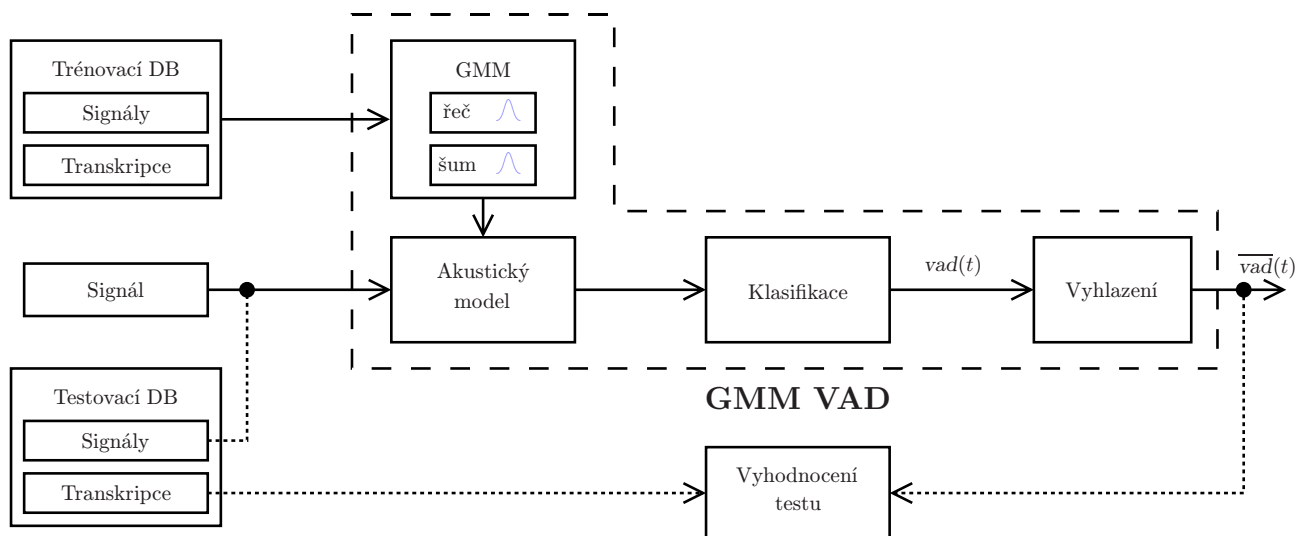 Trénovací DB
Signály
Transkripce
GMM
řeč
šum
Signál
Akustický
model
Klasifikace
vad(t)
Vyhlazení
\overline{vad}(t)
GMM VAD
Testovací DB
Signály
Transkripce
Vyhodnocení
testu